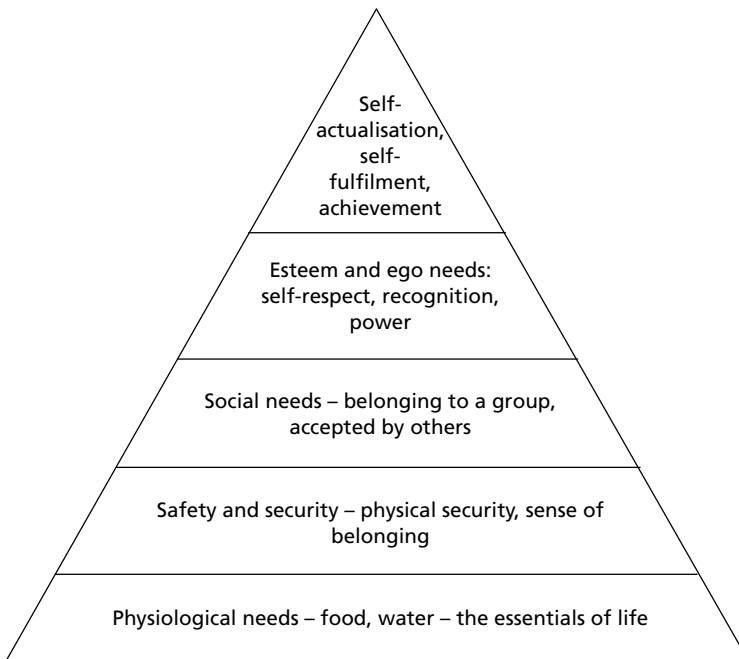 Self-
actualisation,
self-
fulfilment,
achievement
Esteem and ego needs:
self-respect, recognition,
power
Social needs – belonging to a group,
accepted by others
Safety and security – physical security, sense of
belonging
Physiological needs – food, water – the essentials of life